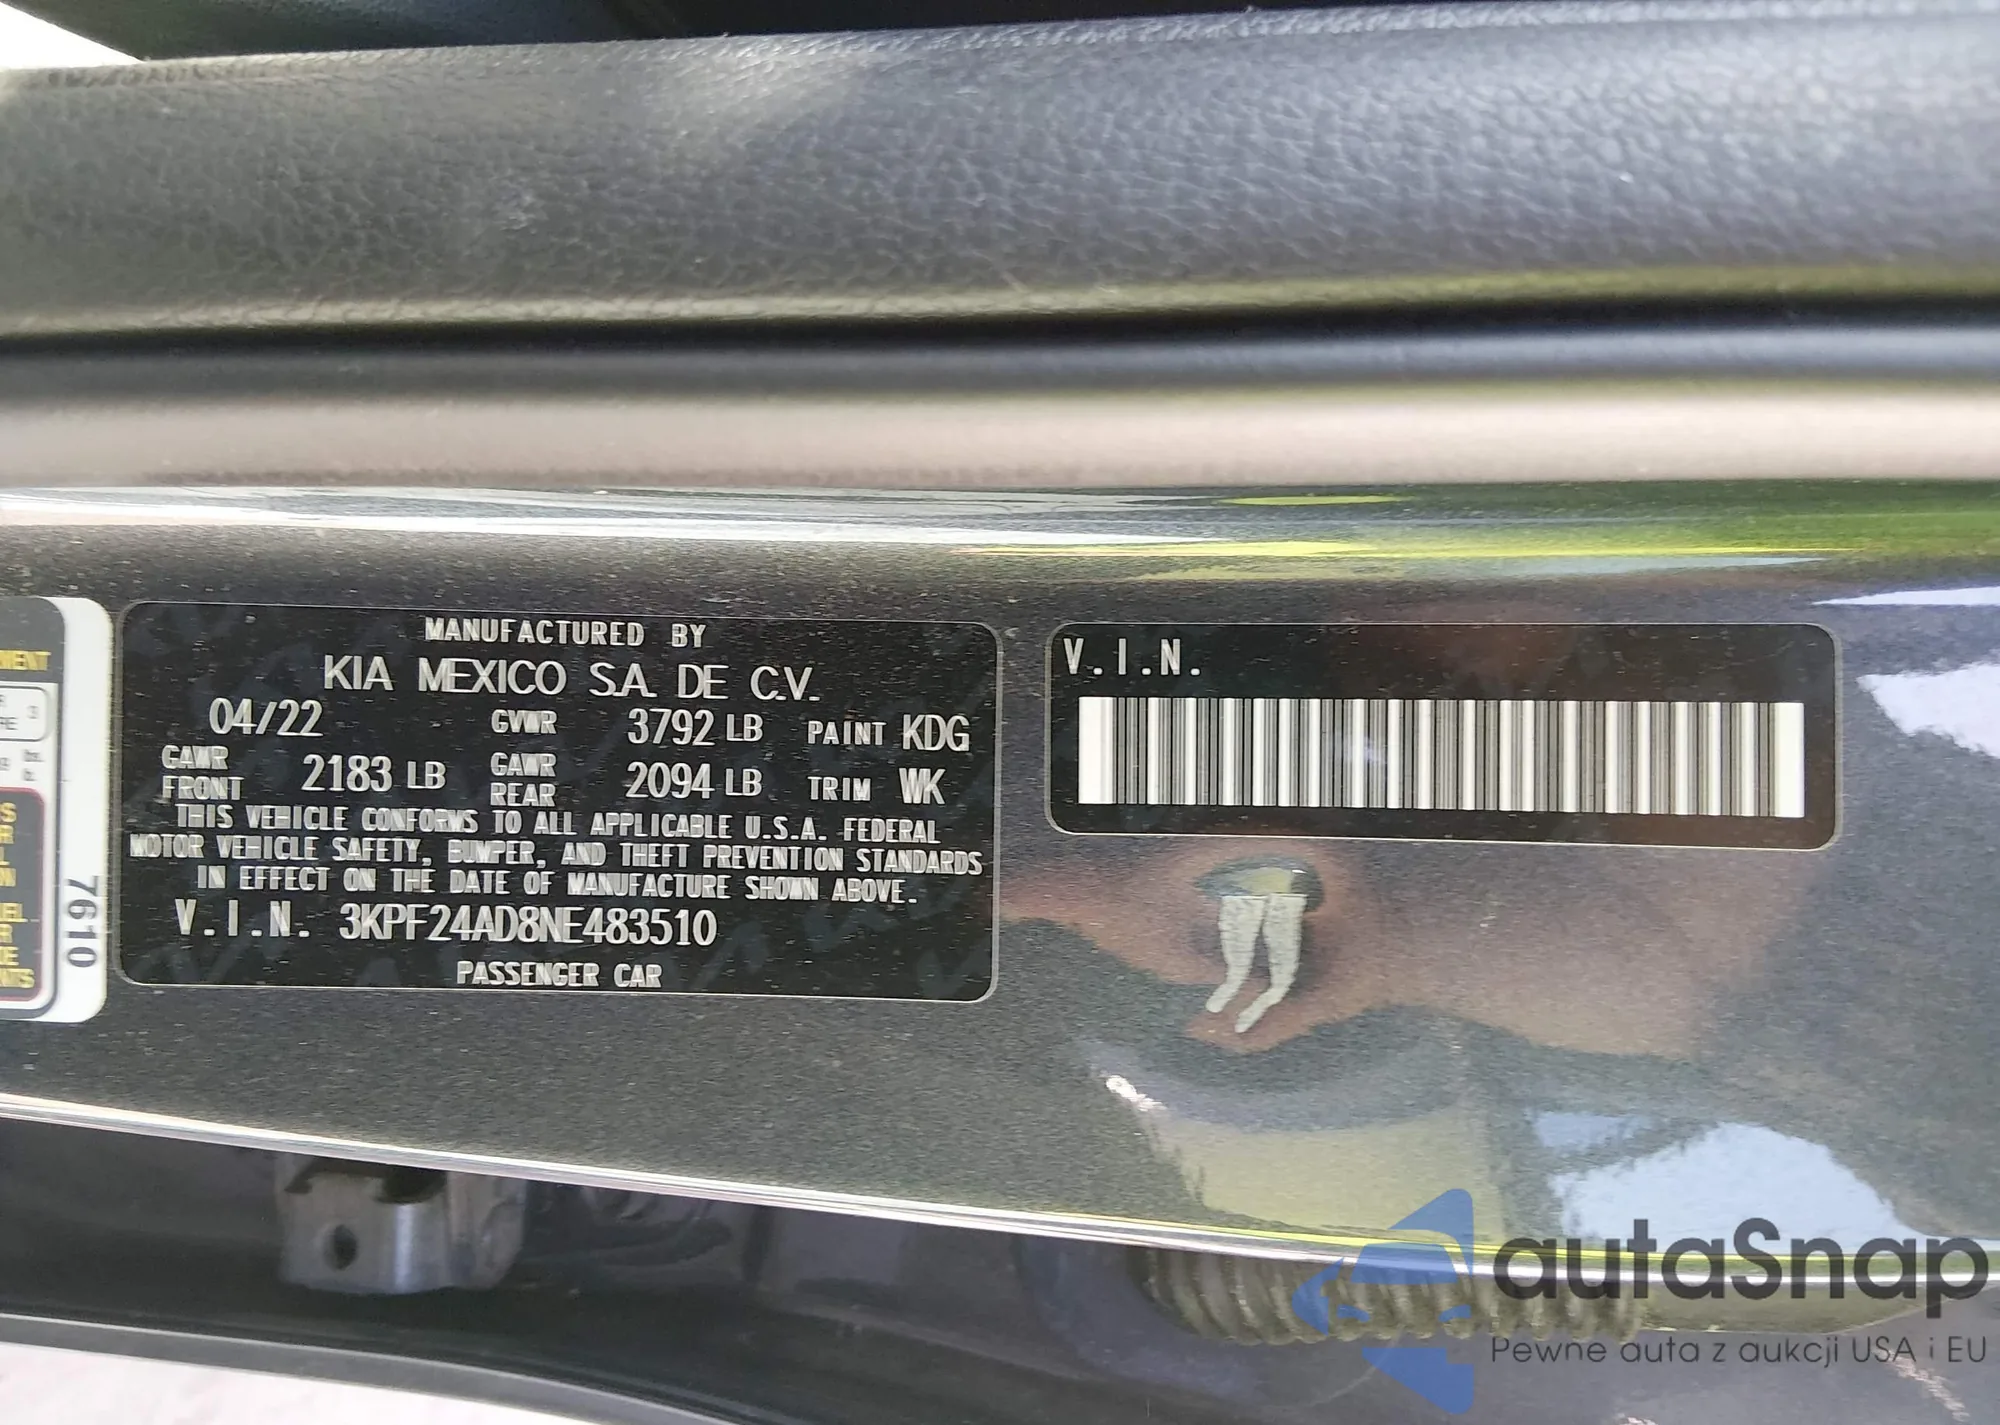 MANUFACTURED BY
KIA MEXICO S.A. DE C.V.
04/22 GVWR 3792 LB PAINT KDG
GAWR FRONT 2183 LB GAWR REAR 2094 LB TRIM WK
THIS VEHICLE CONFORMS TO ALL APPLICABLE U.S.A. FEDERAL
MOTOR VEHICLE SAFETY, BUMPER, AND THEFT PREVENTION STANDARDS
IN EFFECT ON THE DATE OF MANUFACTURE SHOWN ABOVE.
V.I.N. 3KPF24AD8NE483510
PASSENGER CAR
V.I.N.
7610
autaSnap
Pewne auta z aukcji USA i EU